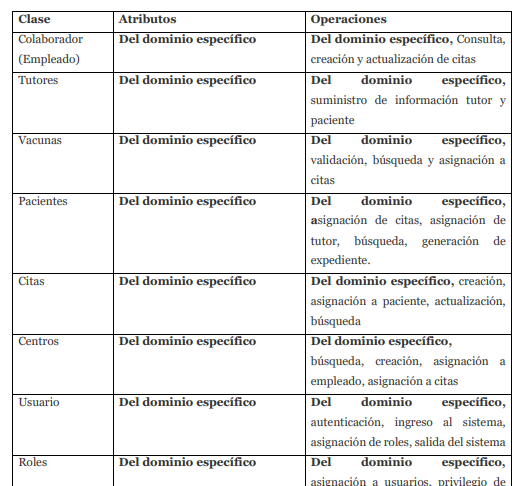 Clase Atributos Operaciones
Colaborador Del dominio específico Del dominio específico, Consulta,
(Empleado) creación y actualización de citas
Tutores Del dominio específico Del dominio específico,
suministro de información tutor y
paciente
Vacunas Del dominio específico Del dominio específico,
validación, búsqueda y asignación a
citas
Pacientes Del dominio específico Del dominio específico,
asignación de citas, asignación de
tutor, búsqueda, generación de
expediente.
Citas Del dominio específico Del dominio específico, creación,
asignación a paciente, actualización,
búsqueda
Centros Del dominio específico Del dominio específico,
búsqueda, creación, asignación a
empleado, asignación a citas
Usuario Del dominio específico Del dominio específico,
autenticación, ingreso al sistema,
asignación de roles, salida del sistema
Roles Del dominio específico Del dominio específico,
asignación a usuarios, privilegio de